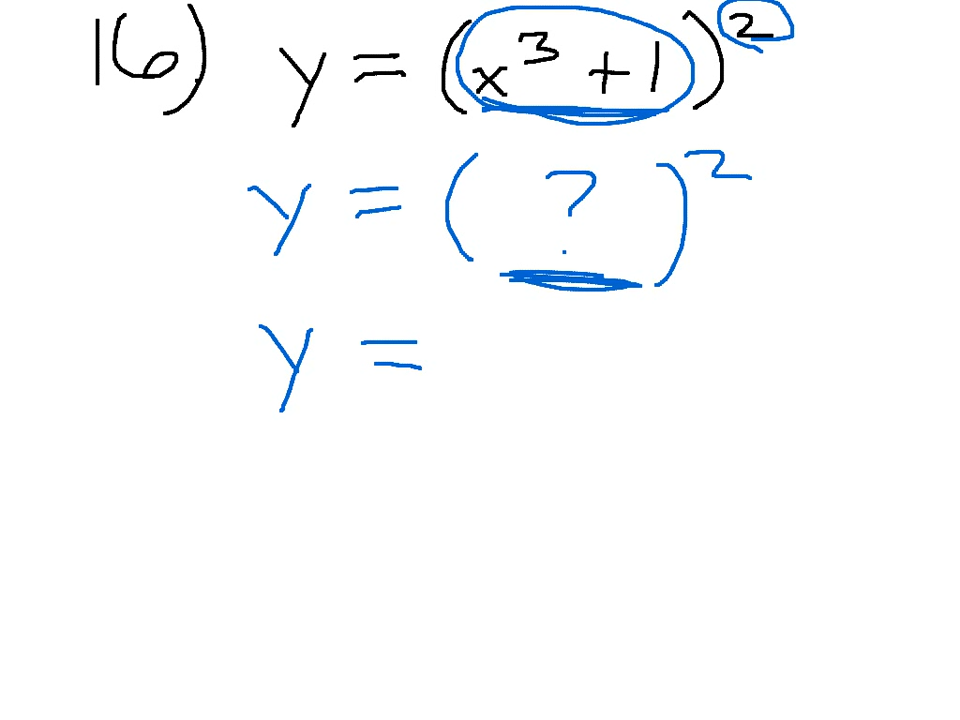 16) y = (x³ + 1)²
y = ( ? )²
y =